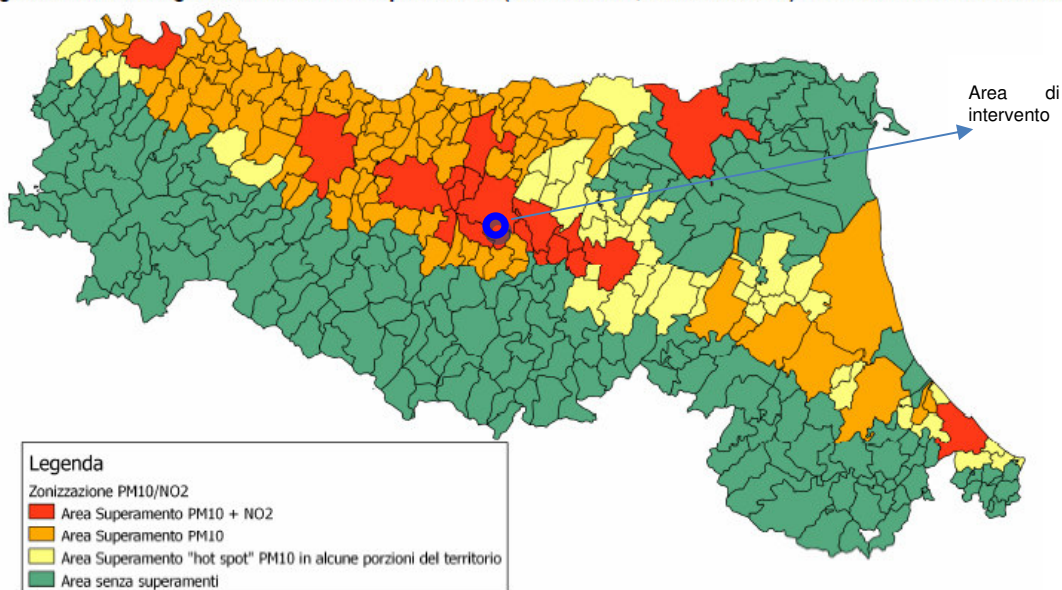 Area di
intervento
Legenda
Zonizzazione PM10/NO2
Area Superamento PM10 + NO2
Area Superamento PM10
Area Superamento "hot spot" PM10 in alcune porzioni del territorio
Area senza superamenti